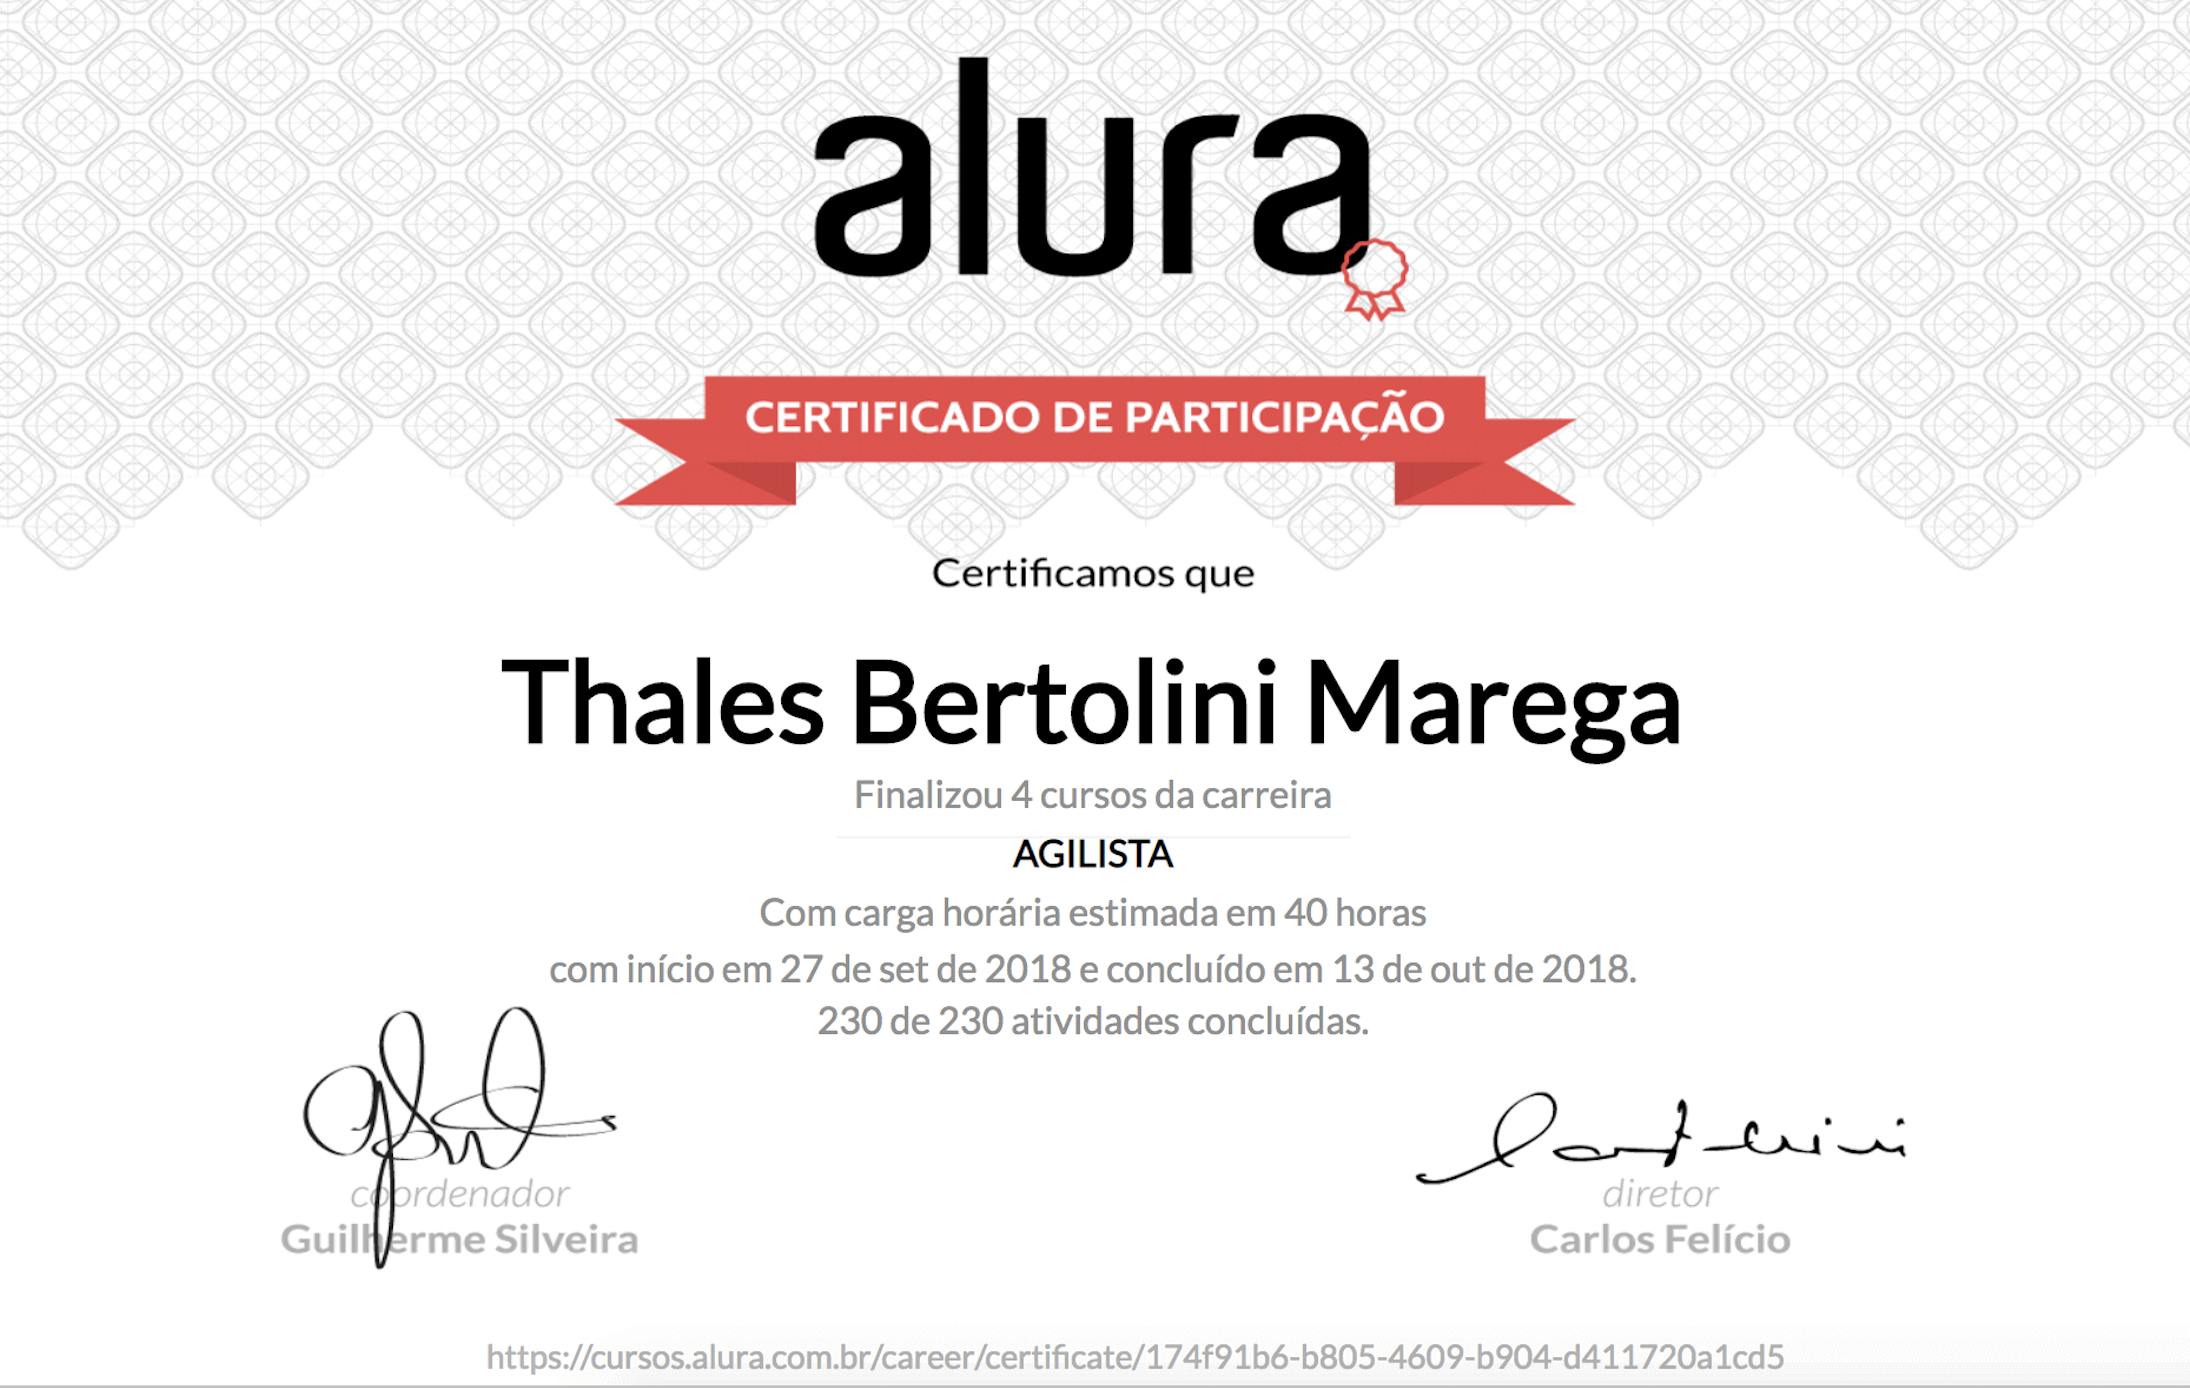 alura
CERTIFICADO DE PARTICIPAÇÃO
Certificamos que
Thales Bertolini Marega
Finalizou 4 cursos da carreira
AGILISTA
Com carga horária estimada em 40 horas
com início em 27 de set de 2018 e concluído em 13 de out de 2018.
230 de 230 atividades concluídas.
coordenador
Guilherme Silveira
diretor
Carlos Felício
https://cursos.alura.com.br/career/certificate/174f91b6-b805-4609-b904-d411720a1cd5